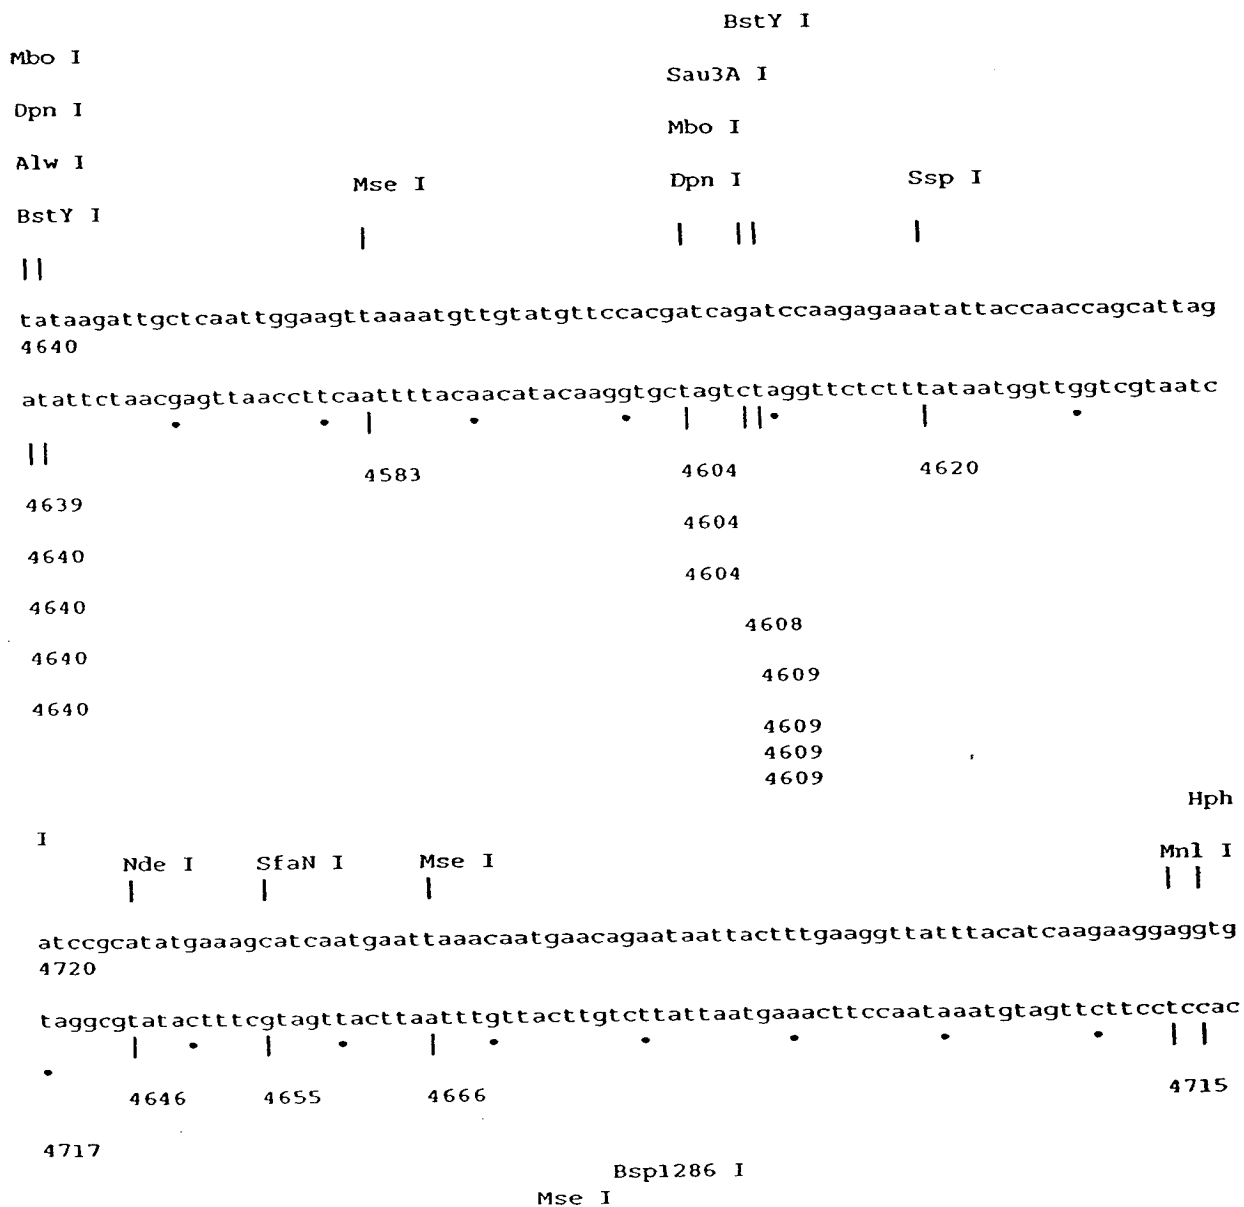 BstY I
Mbo I
Sau3A I
Dpn I
Mbo I
Alw I
Mse I Dpn I Ssp I
BstY I
| | || |
||
tataagattgctcaattggaagttaaaatgttgtatgttccacgatcagatccaagagaaatattaccaaccagcattag
4640
atattctaacgagttaaccttcaattttacaacatacaaggtgctagtctaggttctctttataatggttggtcgtaatc
• • | • • | ||• | •
||
4583 4604 4620
4639
4604
4640
4604
4640
4608
4640
4609
4640
4609
4609
4609
Hph
I
Nde I SfaN I Mse I Mnl I
| | | | |
atccgcatatgaaagcatcaatgaattaaacaatgaacagaataattactttgaaggttatttacatcaagaaggaggtg
4720
taggcgtatactttcgtagttacttaatttgttacttgtcttattaatgaaacttccaataaatgtagttcttcctccac
| • | • | • • • • • | |
•
4646 4655 4666 4715
4717
Bsp1286 I
Mse I